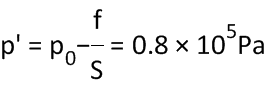 p' = p₀−f/S = 0.8 × 10⁵Pa